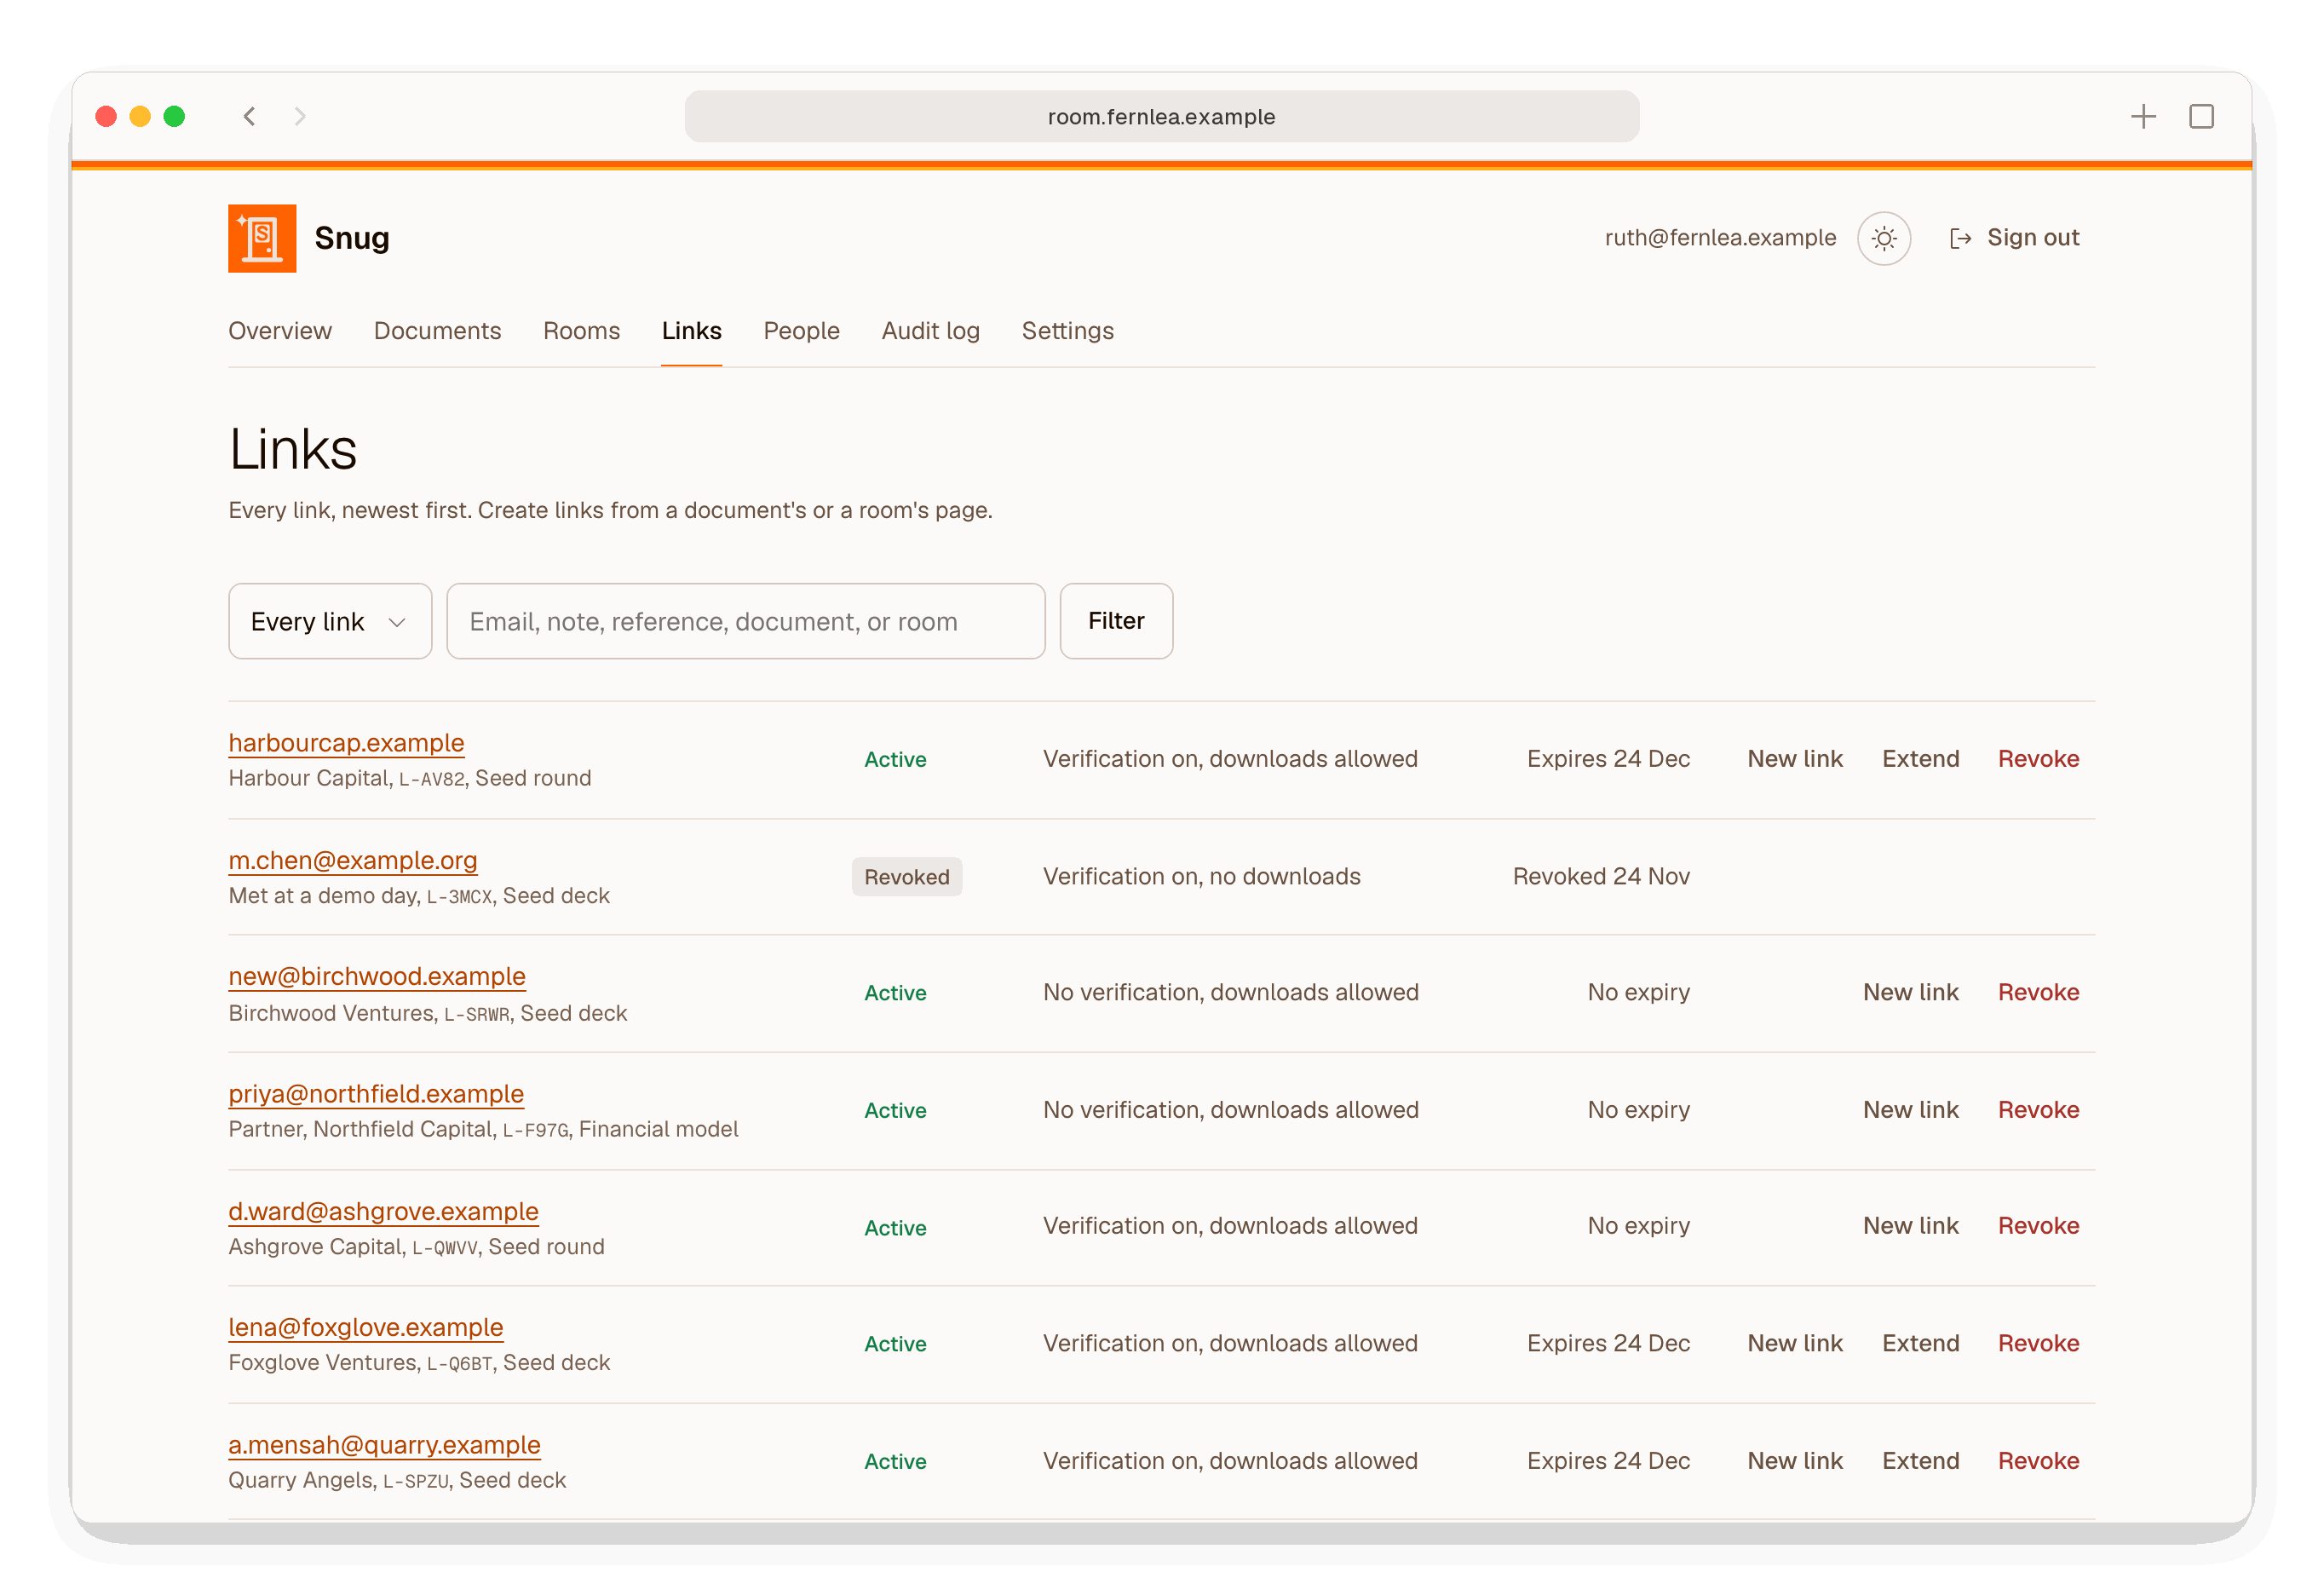 room.fernlea.example
S
Snug
ruth@fernlea.example
Sign out
Overview Documents Rooms Links People Audit log Settings
Links
Every link, newest first. Create links from a document's or a room's page.
Every link
Email, note, reference, document, or room
Filter
harbourcap.example
Harbour Capital, L-AV82, Seed round
Active
Verification on, downloads allowed
Expires 24 Dec
New link Extend Revoke
m.chen@example.org
Met at a demo day, L-3MCX, Seed deck
Revoked
Verification on, no downloads
Revoked 24 Nov
new@birchwood.example
Birchwood Ventures, L-SRWR, Seed deck
Active
No verification, downloads allowed
No expiry
New link Revoke
priya@northfield.example
Partner, Northfield Capital, L-F97G, Financial model
Active
No verification, downloads allowed
No expiry
New link Revoke
d.ward@ashgrove.example
Ashgrove Capital, L-QWVV, Seed round
Active
Verification on, downloads allowed
No expiry
New link Revoke
lena@foxglove.example
Foxglove Ventures, L-Q6BT, Seed deck
Active
Verification on, downloads allowed
Expires 24 Dec
New link Extend Revoke
a.mensah@quarry.example
Quarry Angels, L-SPZU, Seed deck
Active
Verification on, downloads allowed
Expires 24 Dec
New link Extend Revoke